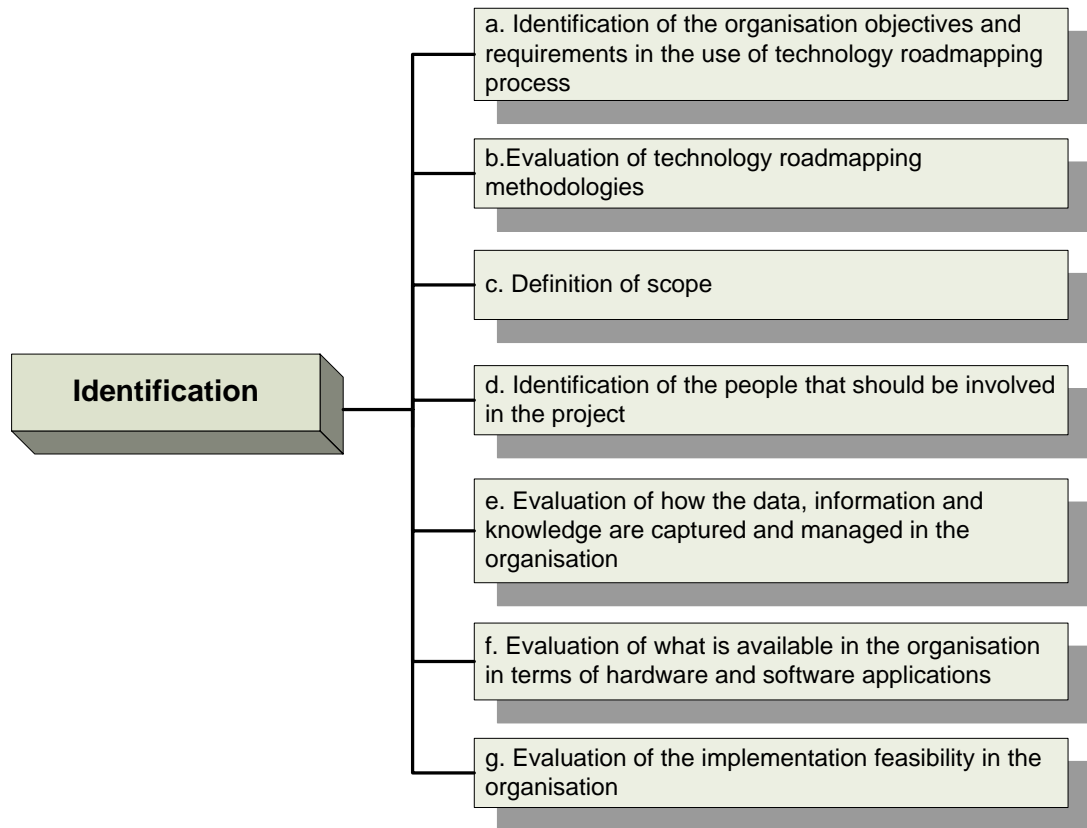 a. Identification of the organisation objectives and
requirements in the use of technology roadmapping
process
b.Evaluation of technology roadmapping
methodologies
c. Definition of scope
Identification
d. Identification of the people that should be involved
in the project
e. Evaluation of how the data, information and
knowledge are captured and managed in the
organisation
f. Evaluation of what is available in the organisation
in terms of hardware and software applications
g. Evaluation of the implementation feasibility in the
organisation